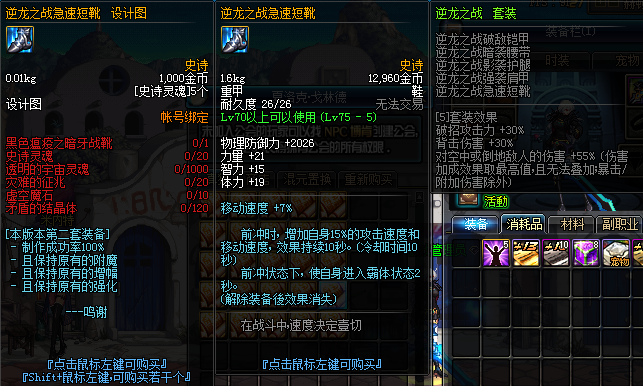 逆龙之战急速短靴 设计图
史诗
0.01kg
1,000金币
[史诗灵魂]5个
设计图
帐号绑定
黑色瘟疫之暗牙战靴 0/1
史诗灵魂 0/20
透明的宇宙灵魂 0/1000
灾难的征兆 0/20
虚空魔石 0/10
矛盾的结晶体 0/120
[本版本第二套装备]
- 制作成功率100%
- 且保持原有的附魔
- 且保持原有的增幅
- 且保持原有的强化
---鸣谢
『点击鼠标左键可购买』
『Shift+鼠标左键,可购买若干个』
逆龙之战急速短靴
史诗
1.6kg
12,960金币
重甲
鞋
耐久度 26/26
无法交易
Lv70以上可以使用 (Lv75 - 5)
物理防御力 +2026
力量 +21
智力 +15
体力 +19
移动速度 +7%
前冲时,增加自身15%的攻击速度和
移动速度,效果持续10秒。(冷却时间10
秒)
前冲状态下,使自身进入霸体状态2
秒。
(解除装备後效果消失)
在战斗中,速度决定壹切
『点击鼠标左键可购买』
逆龙之战 套装
逆龙之战破敌铠甲
逆龙之战暗袭腰带
逆龙之战影袭护腿
逆龙之战强袭肩甲
逆龙之战急速短靴
[5]套装效果
破招攻击力 +30%
背击伤害 +30%
对空中或倒地敌人的伤害 +55% (伤害
加成效果取最高值,且无法叠加·暴击/
附加伤害除外)
活動
装备
消耗品
材料
副职业
宠物